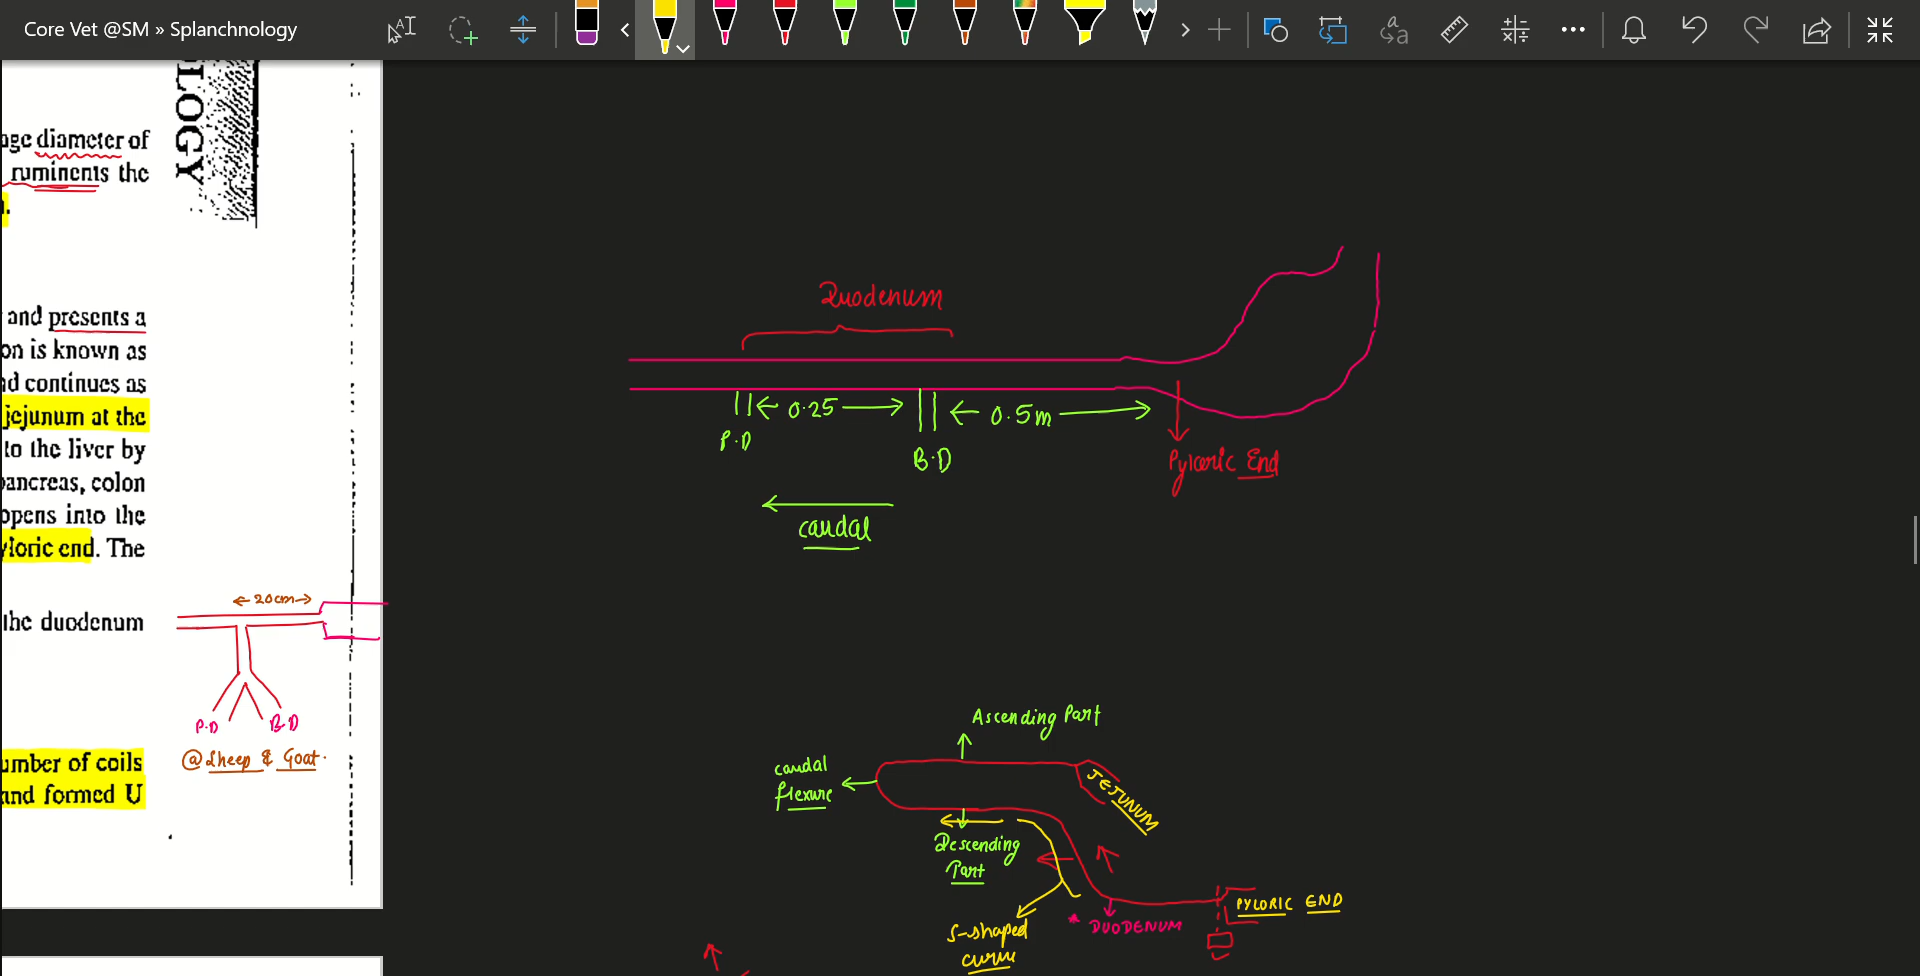 Core Vet @SM » Splanchnology
LOGY
age diameter of
ruminents the
and presents a
on is known as
nd continues as
jejunum at the
to the liver by
pancreas, colon
opens into the
yloric end. The
the duodenum
umber of coils
and formed U
20cm
P.D
B.D
@ Sheep & Goat.
Duodenum
0.25
0.5m
P.D
B.D
Pyloric End
caudal
Ascending Part
caudal
flexure
JEJUNUM
Descending
Part
S-shaped
curve
* DUODENUM
PYLORIC END